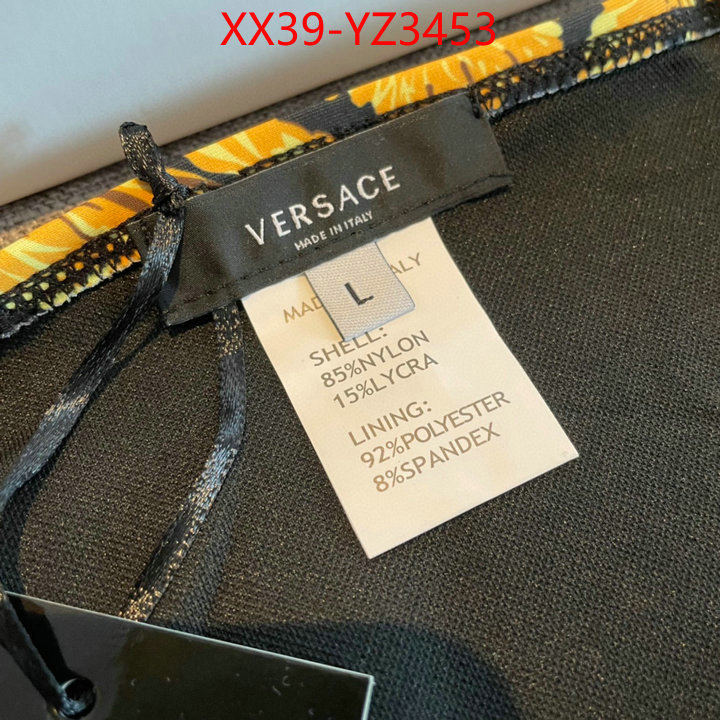 XX39-YZ3453
VERSACE
MADE IN ITALY
L
SHELL:
85%NYLON
15%LYCRA
LINING:
92%POLYESTER
8%SPANDEX